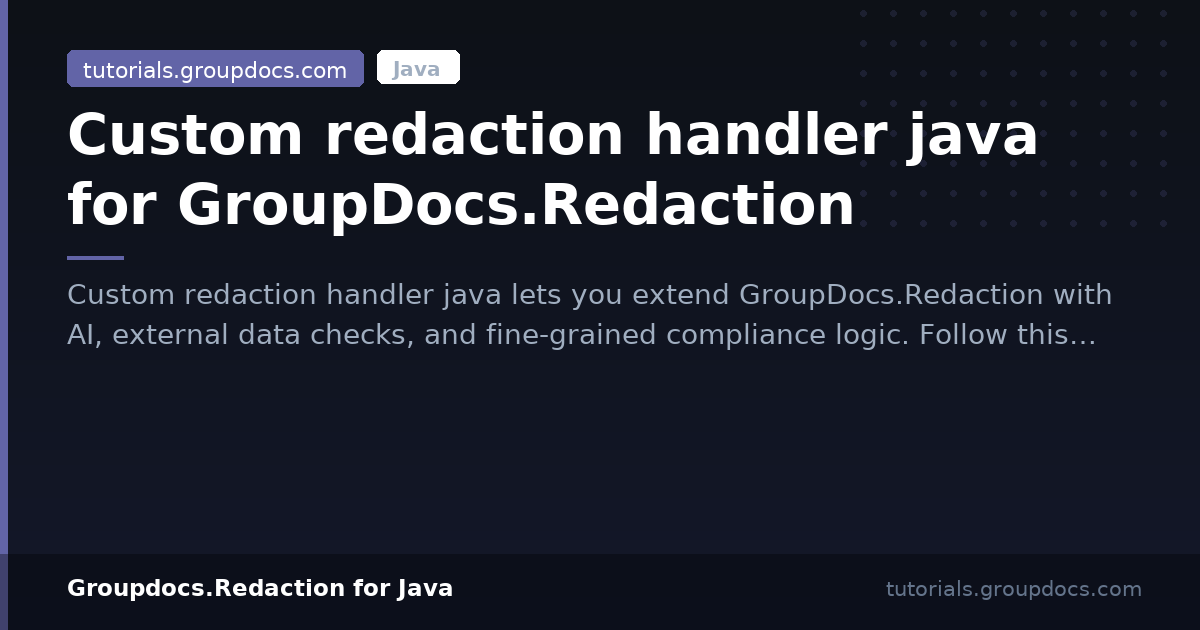 tutorials.groupdocs.com
Java
Custom redaction handler java
for GroupDocs.Redaction
Custom redaction handler java lets you extend GroupDocs.Redaction with
AI, external data checks, and fine-grained compliance logic. Follow this...
Groupdocs.Redaction for Java
tutorials.groupdocs.com